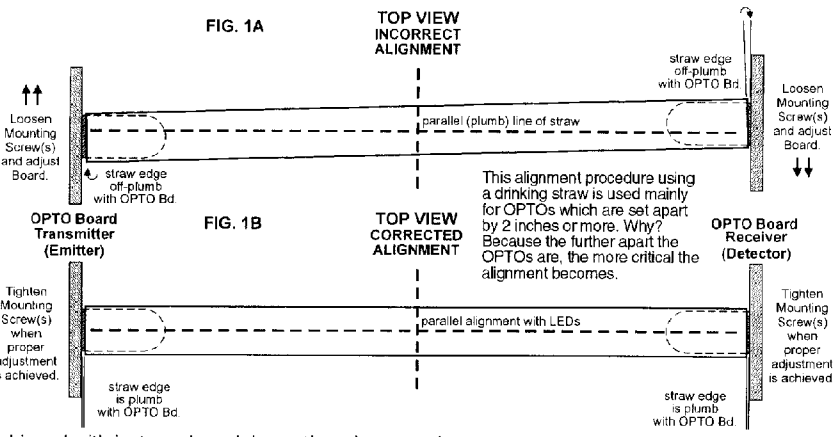 FIG. 1A
TOP VIEW
INCORRECT
ALIGNMENT
straw edge
off-plumb
with OPTO Bd.
Loosen
Mounting
Screw(s)
and adjust
Board.
parallel (plumb) line of straw
Loosen
Mounting
Screw(s)
and adjust
Board.
straw edge
off-plumb
with OPTO Bd.
This alignment procedure using
a drinking straw is used mainly
for OPTOs which are set apart
by 2 inches or more. Why?
Because the further apart the
OPTOs are, the more critical the
alignment becomes.
OPTO Board
Transmitter
(Emitter)
FIG. 1B
TOP VIEW
CORRECTED
ALIGNMENT
OPTO Board
Receiver
(Detector)
Tighten
Mounting
Screw(s)
when
proper
adjustment
is achieved.
parallel alignment with LEDs
Tighten
Mounting
Screw(s)
when
proper
adjustment
is achieved.
straw edge
is plumb
with OPTO Bd.
straw edge
is plumb
with OPTO Bd.